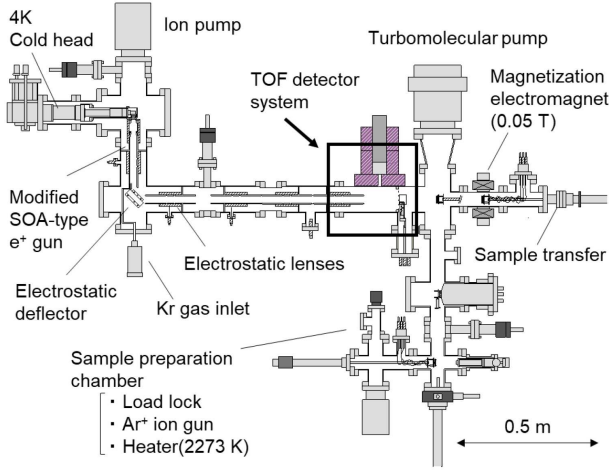 4K
Cold head
Ion pump
Turbomolecular pump
TOF detector
system
Magnetization
electromagnet
(0.05 T)
Modified
SOA-type
e⁺ gun
Electrostatic lenses
Sample transfer
Electrostatic
deflector
Kr gas inlet
Sample preparation
chamber
・Load lock
・Ar⁺ ion gun
・Heater(2273 K)
0.5 m